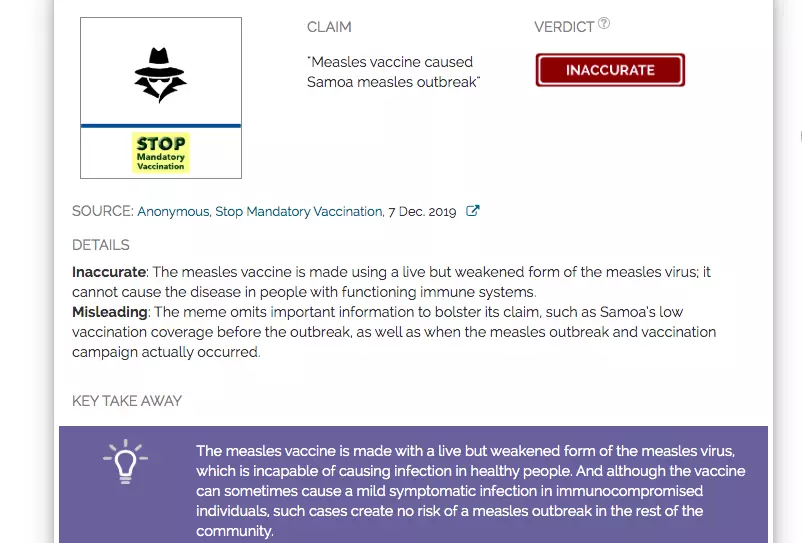 CLAIM
VERDICT ?
"Measles vaccine caused
Samoa measles outbreak"
INACCURATE
STOP
Mandatory
Vaccination
SOURCE: Anonymous, Stop Mandatory Vaccination, 7 Dec. 2019
DETAILS
Inaccurate: The measles vaccine is made using a live but weakened form of the measles virus; it
cannot cause the disease in people with functioning immune systems.
Misleading: The meme omits important information to bolster its claim, such as Samoa's low
vaccination coverage before the outbreak, as well as when the measles outbreak and vaccination
campaign actually occurred.
KEY TAKE AWAY
The measles vaccine is made with a live but weakened form of the measles virus,
which is incapable of causing infection in healthy people. And although the vaccine
can sometimes cause a mild symptomatic infection in immunocompromised
individuals, such cases create no risk of a measles outbreak in the rest of the
community.